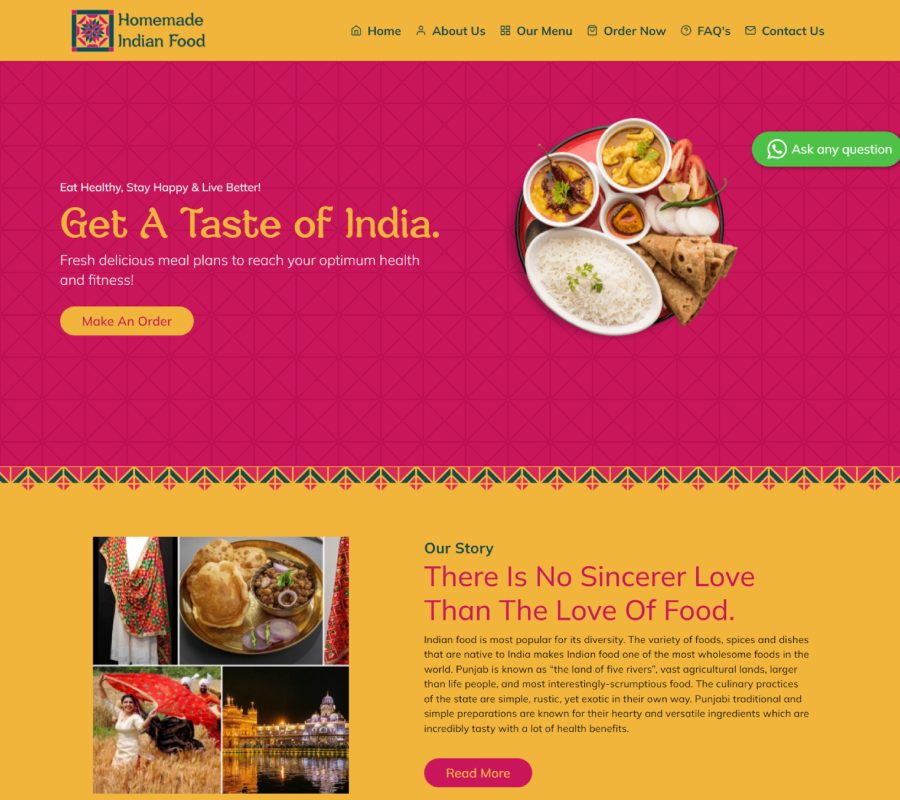 Homemade
Indian Food
Home
About Us
Our Menu
Order Now
FAQ's
Contact Us
Ask any question
Eat Healthy, Stay Happy & Live Better!
Get A Taste of India.
Fresh delicious meal plans to reach your optimum health
and fitness!
Make An Order
Our Story
There Is No Sincerer Love
Than The Love Of Food.
Indian food is most popular for its diversity. The variety of foods, spices and dishes
that are native to India makes Indian food one of the most wholesome foods in the
world. Punjab is known as “the land of five rivers”, vast agricultural lands, larger
than life people, and most interestingly-scrumptious food. The culinary practices
of the state are simple, rustic, yet exotic in their own way. Punjabi traditional and
simple preparations are known for their hearty and versatile ingredients which are
incredibly tasty with a lot of health benefits.
Read More